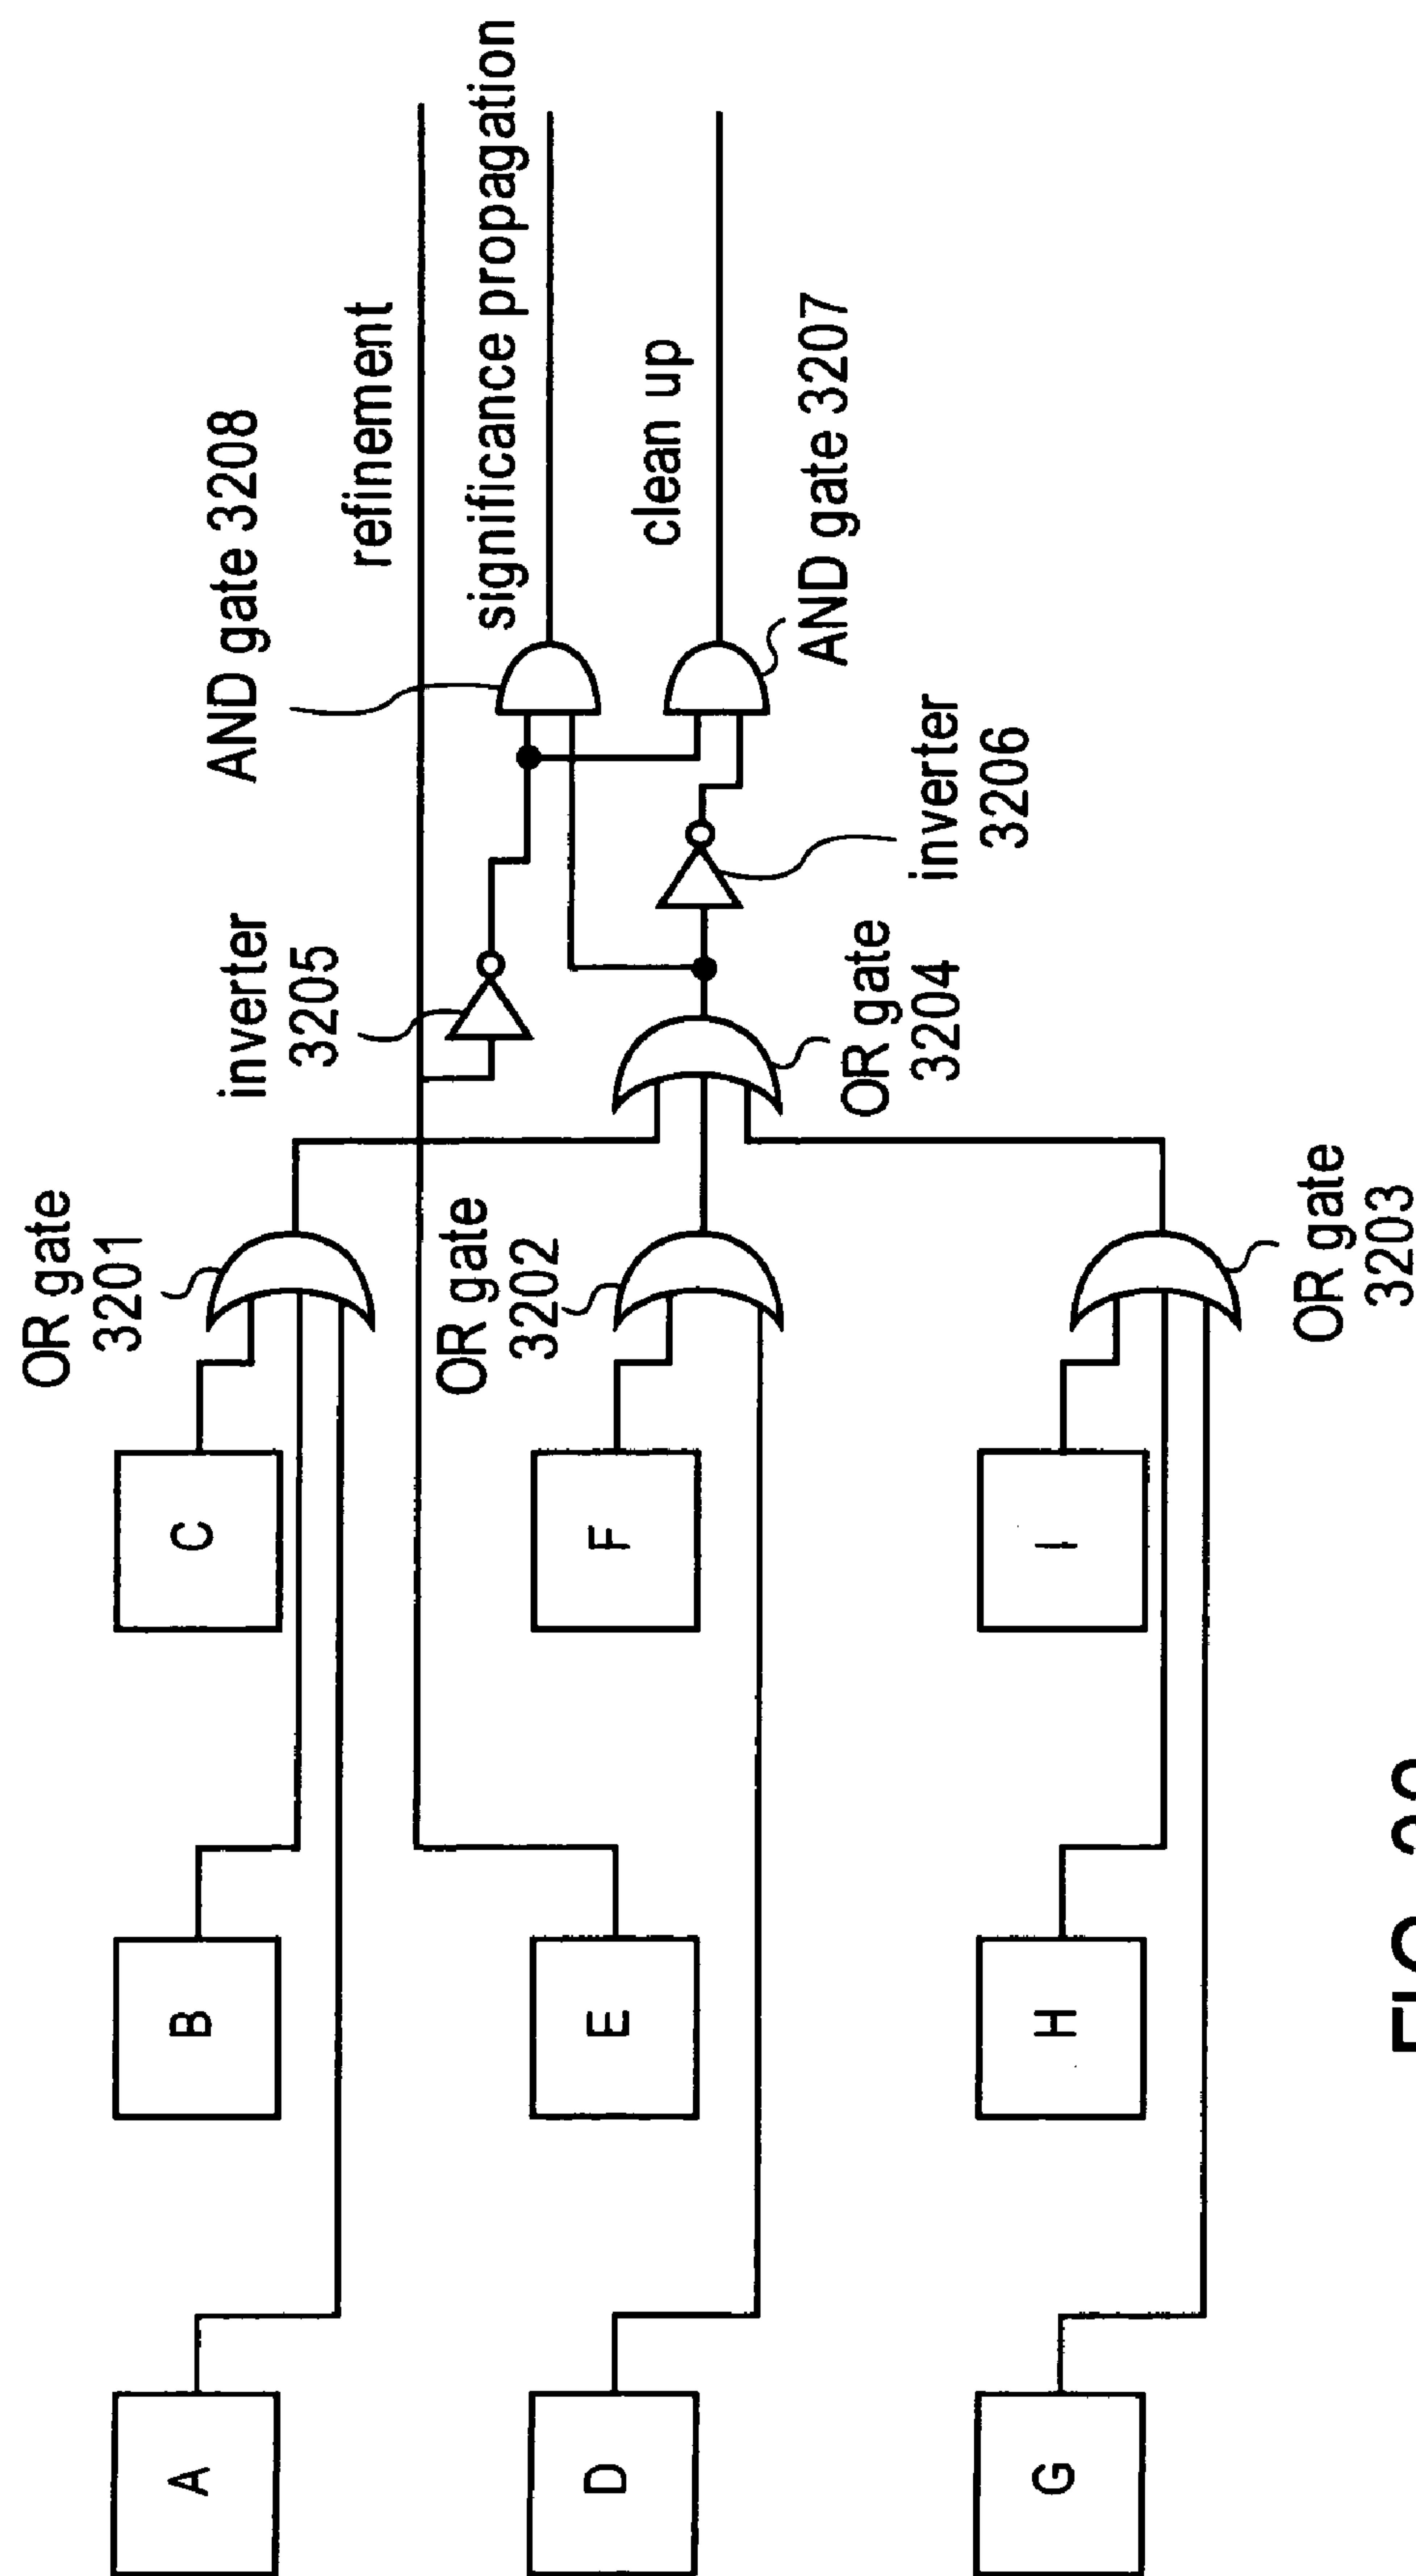 OR gate
3201
inverter
3205
AND gate 3208
refinement
significance propagation
clean up
AND gate 3207
inverter
3206
OR gate
3204
OR gate
3202
OR gate
3203
A
B
C
D
E
F
G
H
I